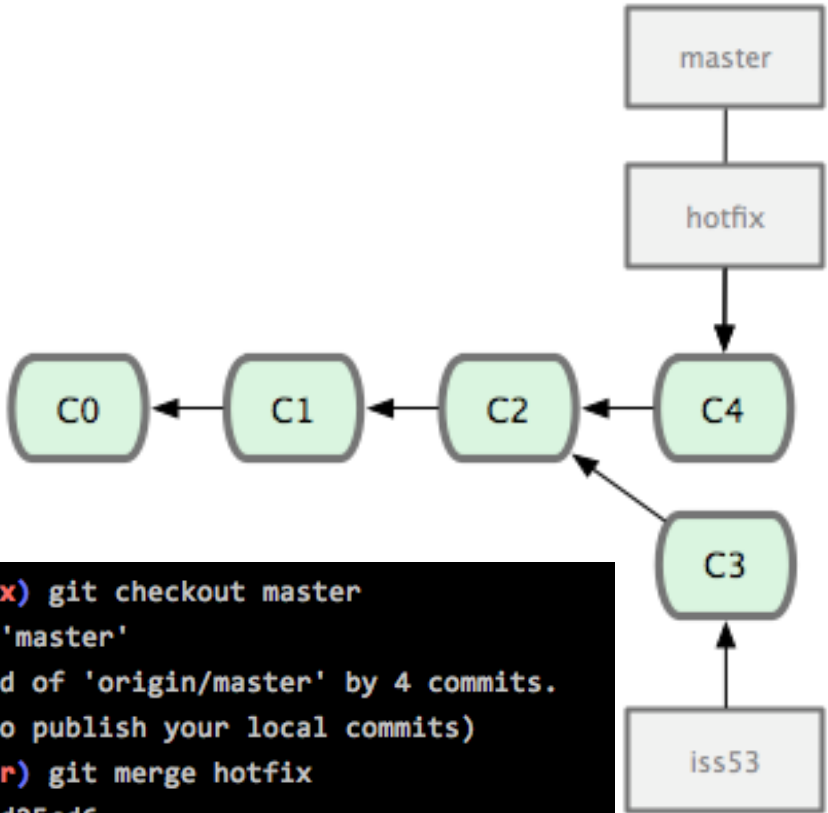 master
hotfix
C0
C1
C2
C4
C3
x) git checkout master
'master'
d of 'origin/master' by 4 commits.
o publish your local commits)
r) git merge hotfix
iss53